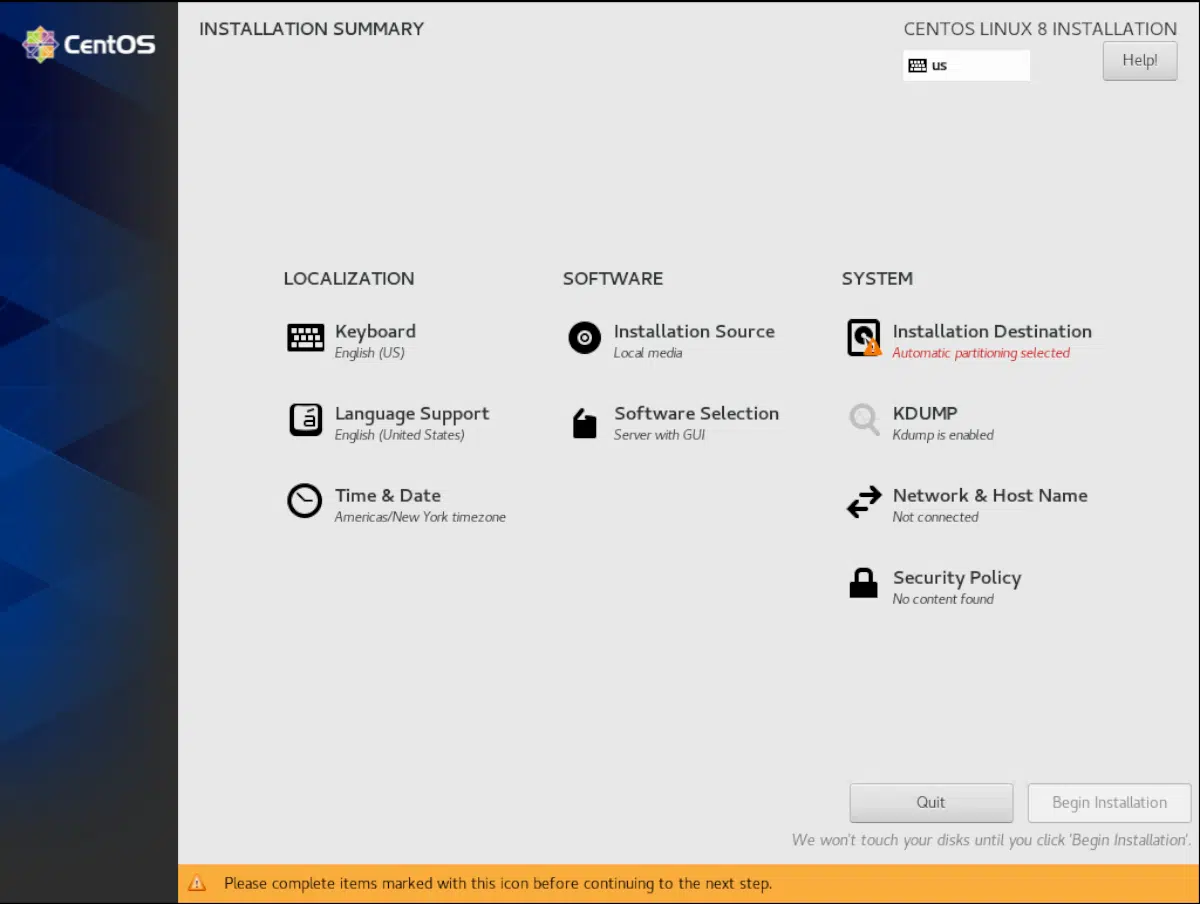 CentOS
INSTALLATION SUMMARY
CENTOS LINUX 8 INSTALLATION
us
Help!
LOCALIZATION
Keyboard
English (US)
Language Support
English (United States)
Time & Date
Americas/New York timezone
SOFTWARE
Installation Source
Local media
Software Selection
Server with GUI
SYSTEM
Installation Destination
Automatic partitioning selected
KDUMP
Kdump is enabled
Network & Host Name
Not connected
Security Policy
No content found
Quit
Begin Installation
We won't touch your disks until you click 'Begin Installation'.
Please complete items marked with this icon before continuing to the next step.